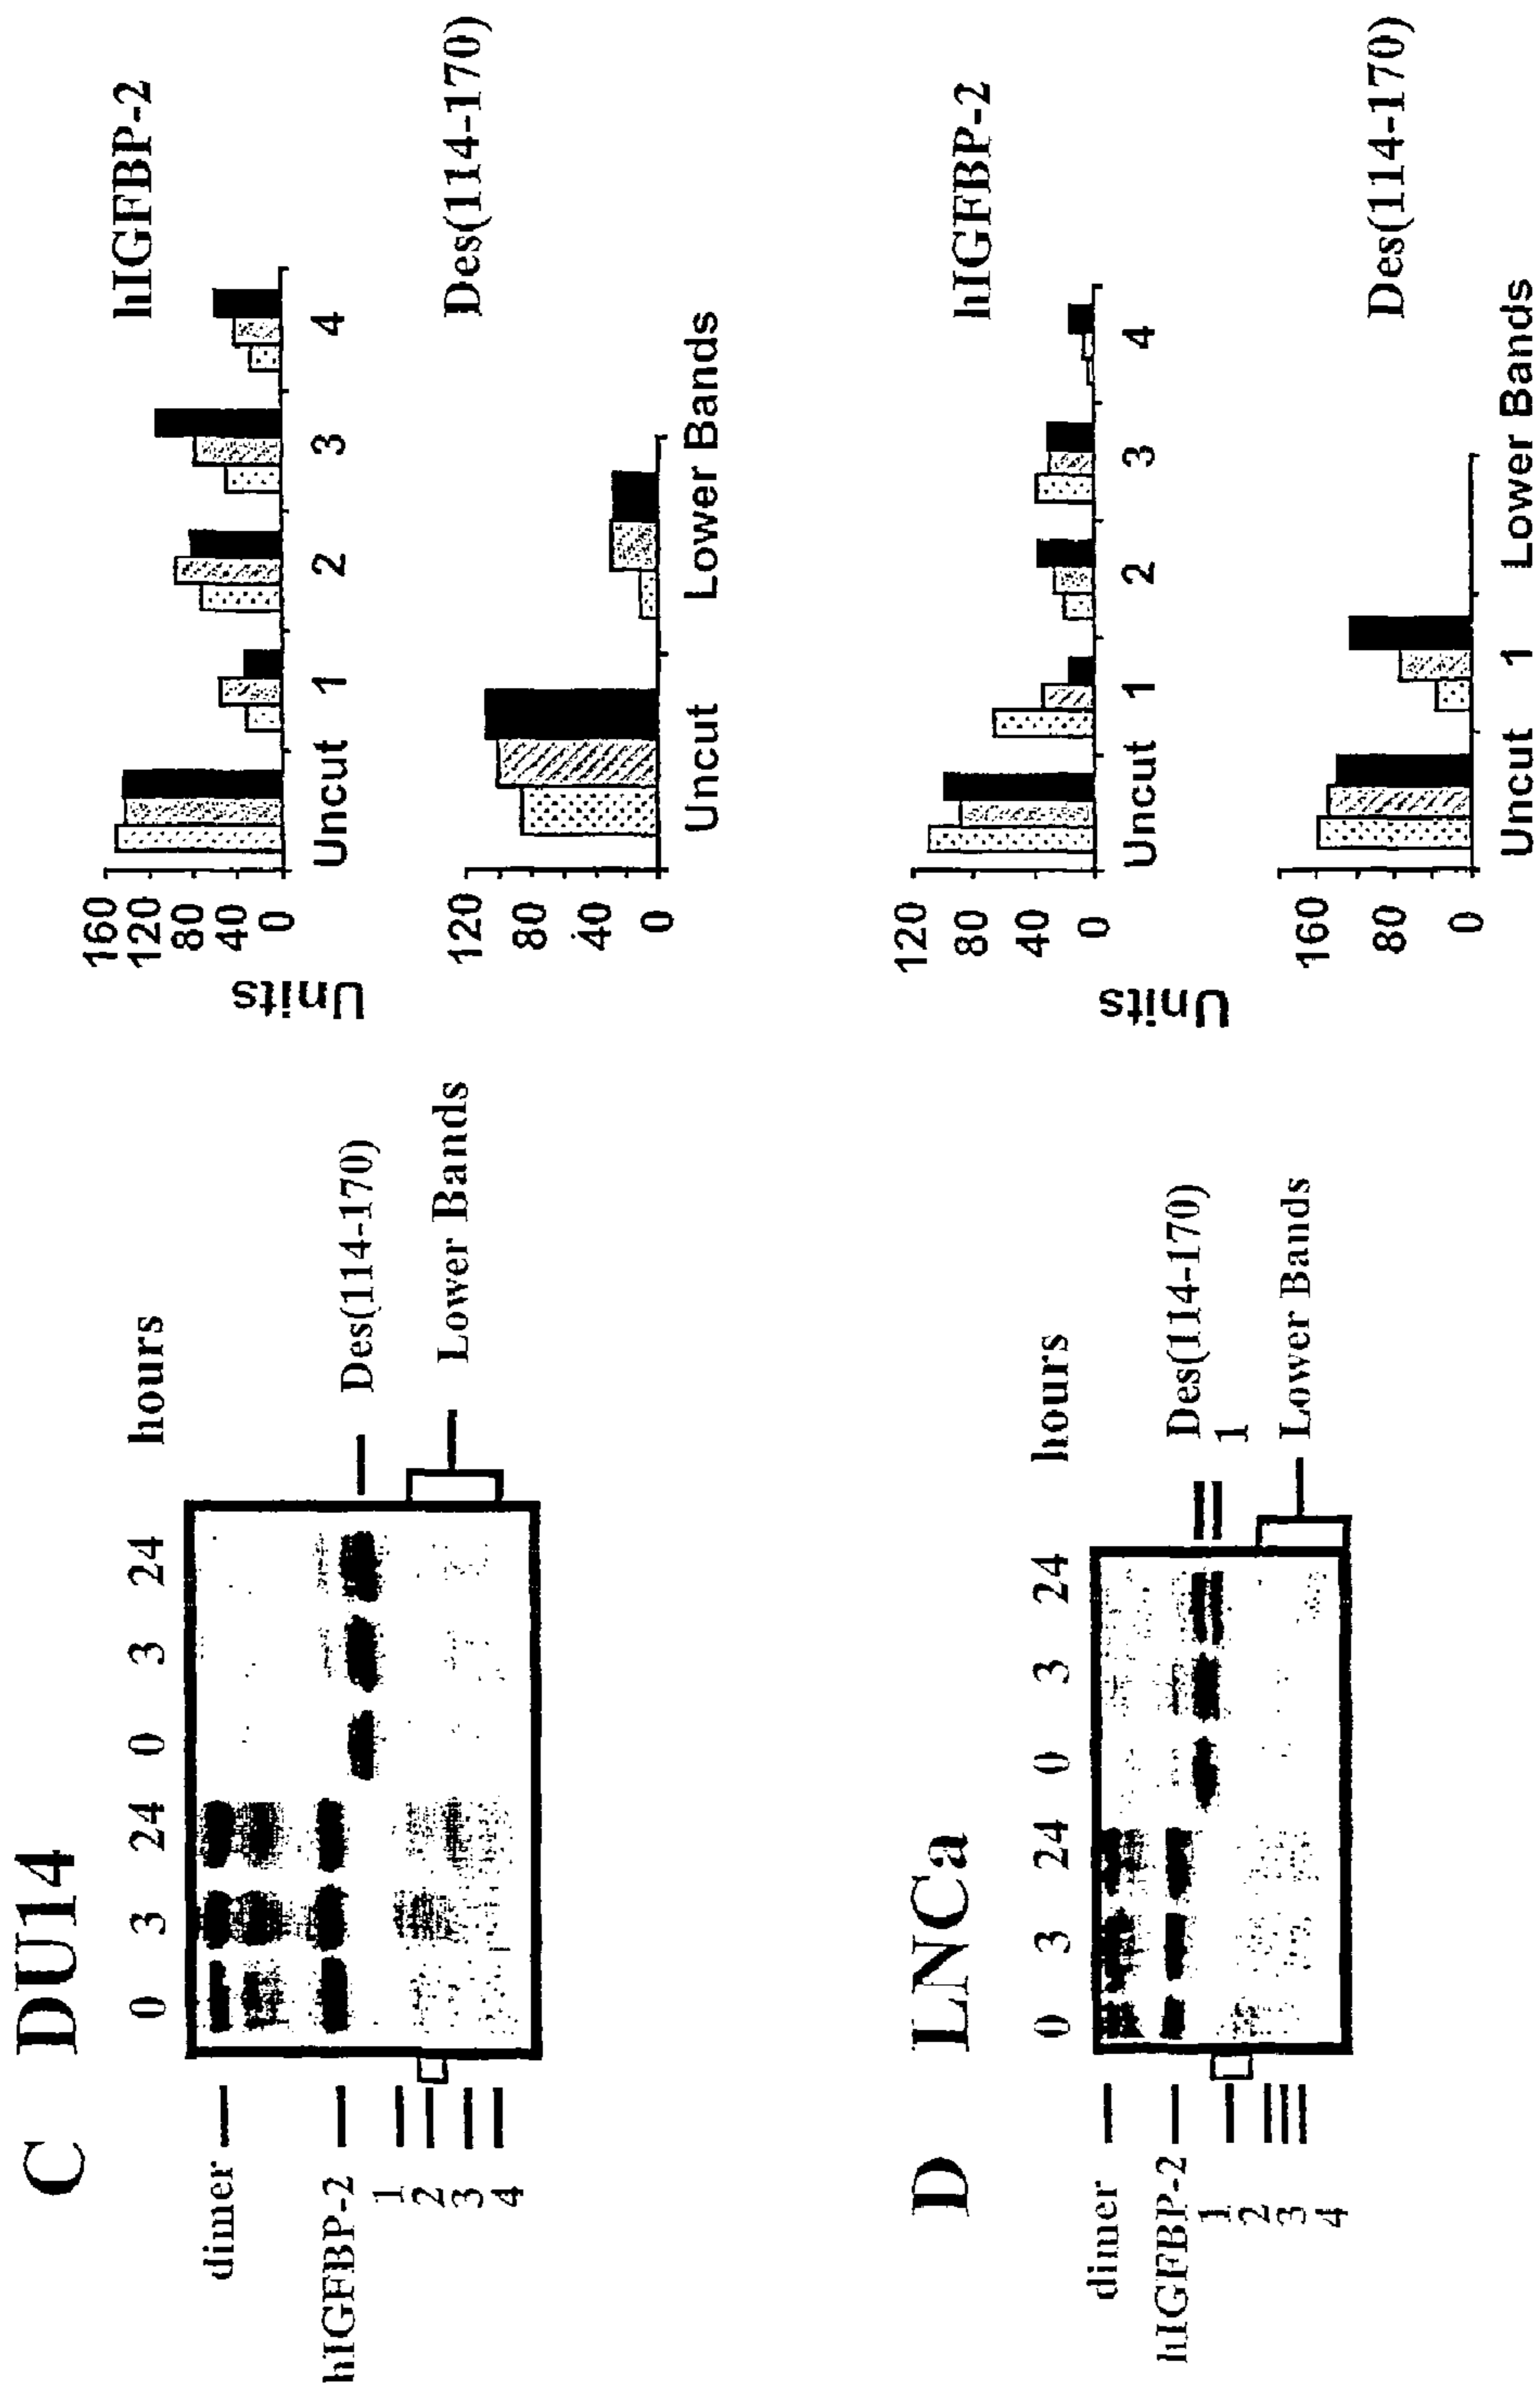 C DU14
0 3 24 0 3 24 hours
dimer
hIGFBP-2
1
2
3
4
Des(114-170)
Lower Bands
Units
160
120
80
40
0
Uncut 1 2 3 4
hIGFBP-2
120
80
40
0
Uncut Lower Bands
Des(114-170)
D LNCa
0 3 24 0 3 24 hours
dimer
hIGFBP-2
1
2
3
4
Des(114-170)
1
Lower Bands
Units
120
80
40
0
Uncut 1 2 3 4
hIGFBP-2
160
80
0
Uncut 1 Lower Bands
Des(114-170)